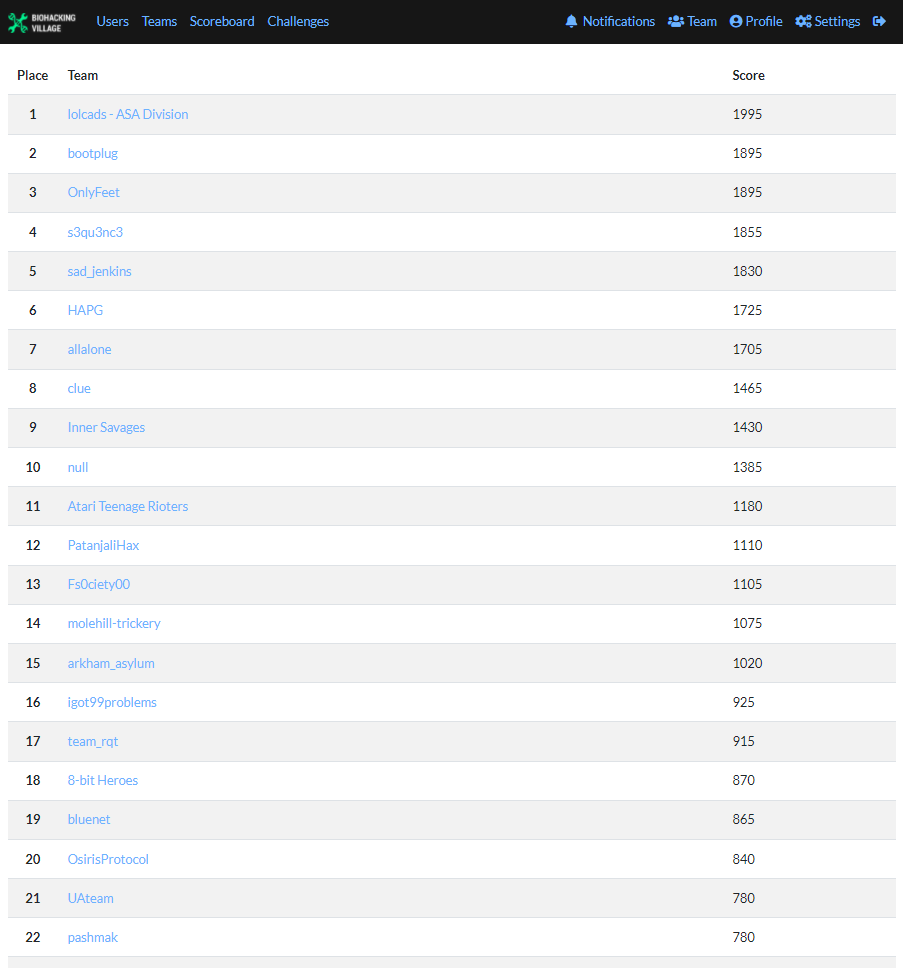 BIOHACKING VILLAGE Users Teams Scoreboard Challenges Notifications Team Profile Settings
Place Team Score
1 lolcads - ASA Division 1995
2 bootplug 1895
3 OnlyFeet 1895
4 s3qu3nc3 1855
5 sad_jenkins 1830
6 HAPG 1725
7 allalone 1705
8 clue 1465
9 Inner Savages 1430
10 null 1385
11 Atari Teenage Rioters 1180
12 PatanjaliHax 1110
13 Fs0ciety00 1105
14 molehill-trickery 1075
15 arkham_asylum 1020
16 igot99problems 925
17 team_rqt 915
18 8-bit Heroes 870
19 bluenet 865
20 OsirisProtocol 840
21 UAteam 780
22 pashmak 780